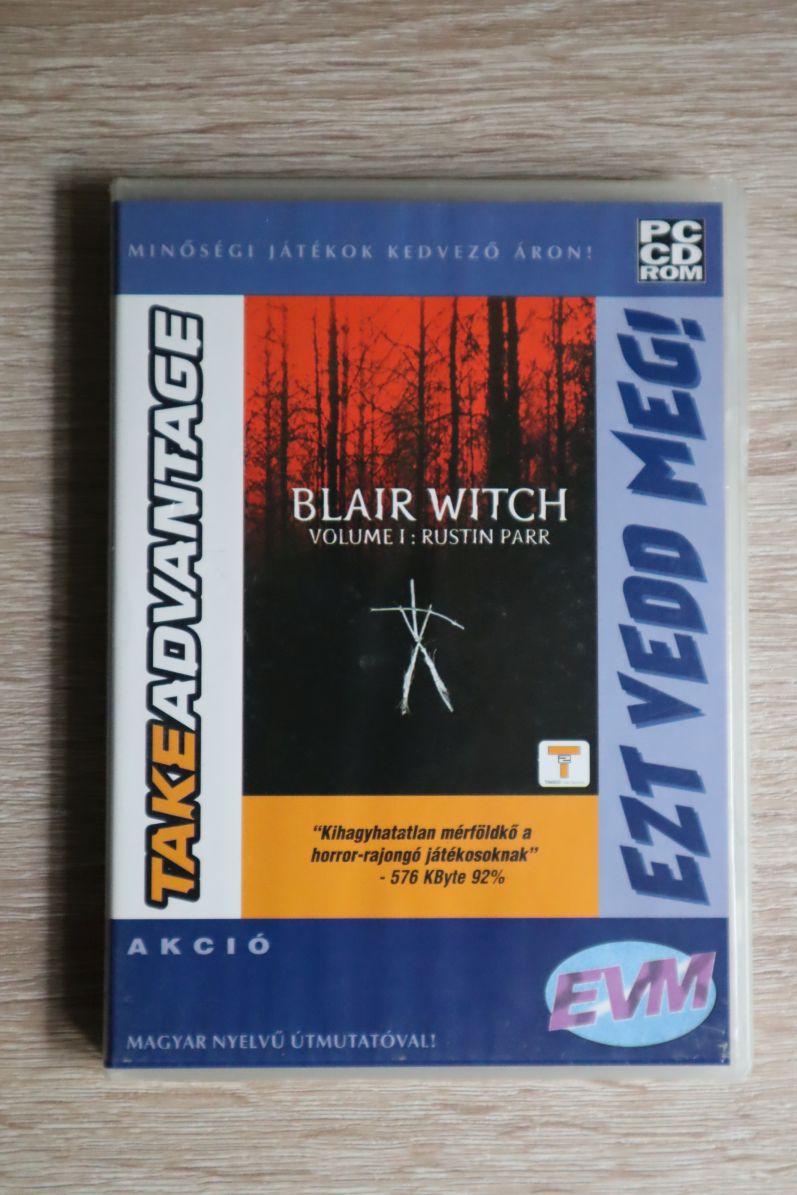 MINŐSÉGI JÁTÉKOK KEDVEZŐ ÁRON!
PC
CD
ROM
TAKEADVANTAGE
BLAIR WITCH
VOLUME I : RUSTIN PARR
EZT VEDD MEG!
T
"Kihagyhatatlan mérföldkő a
horror-rajongó játékosoknak"
- 576 KByte 92%
AKCIÓ
EVM
MAGYAR NYELVŰ ÚTMUTATÓVAL!